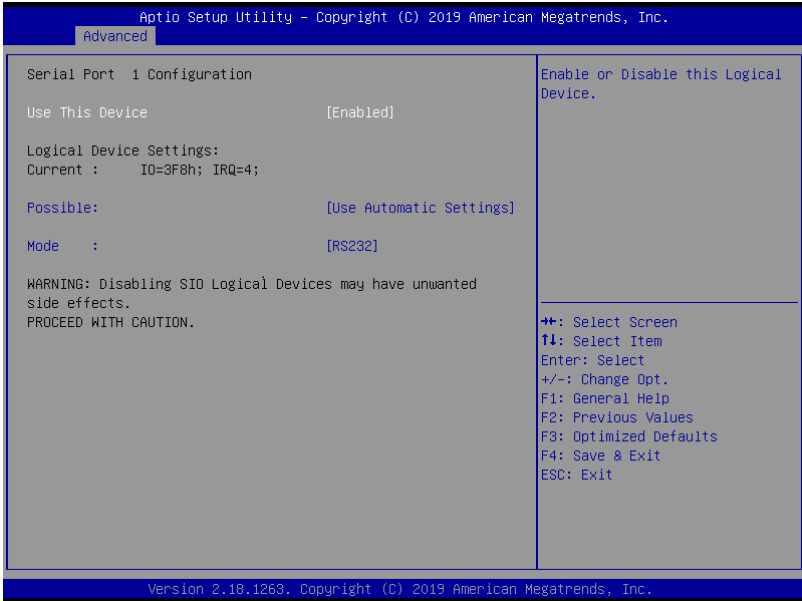 Aptio Setup Utility – Copyright (C) 2019 American Megatrends, Inc.
Advanced
Serial Port 1 Configuration
Use This Device [Enabled]
Logical Device Settings:
Current : IO=3F8h; IRQ=4;
Possible: [Use Automatic Settings]
Mode : [RS232]
WARNING: Disabling SIO Logical Devices may have unwanted
side effects.
PROCEED WITH CAUTION.
Enable or Disable this Logical
Device.
→←: Select Screen
↑↓: Select Item
Enter: Select
+/-: Change Opt.
F1: General Help
F2: Previous Values
F3: Optimized Defaults
F4: Save & Exit
ESC: Exit
Version 2.18.1263. Copyright (C) 2019 American Megatrends, Inc.